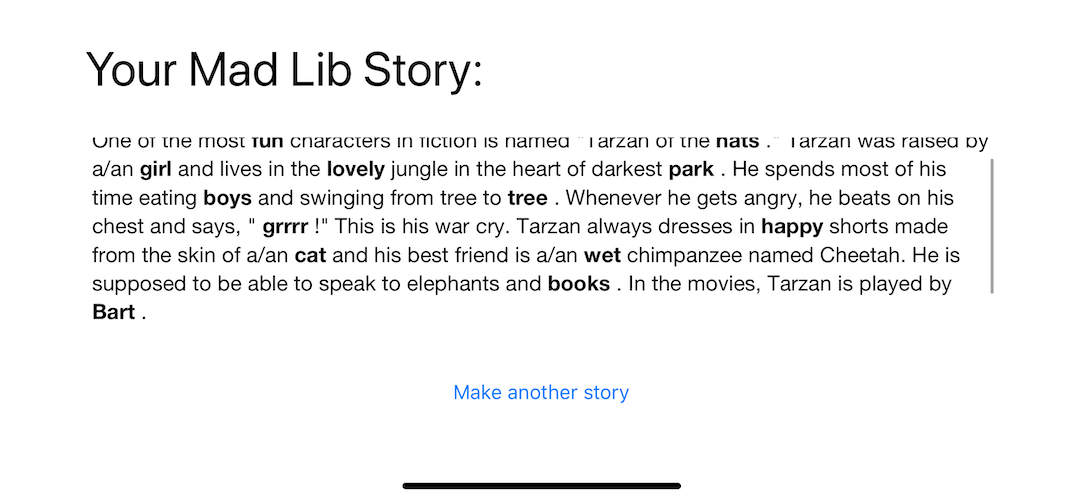 Your Mad Lib Story:
One of the most fun characters in fiction is named "Tarzan of the hats ." Tarzan was raised by
a/an girl and lives in the lovely jungle in the heart of darkest park . He spends most of his
time eating boys and swinging from tree to tree . Whenever he gets angry, he beats on his
chest and says, " grrrr !" This is his war cry. Tarzan always dresses in happy shorts made
from the skin of a/an cat and his best friend is a/an wet chimpanzee named Cheetah. He is
supposed to be able to speak to elephants and books . In the movies, Tarzan is played by
Bart .
Make another story